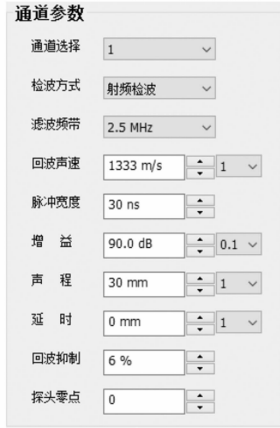 通道参数
通道选择 1
检波方式 射频检波
滤波频带 2.5 MHz
回波声速 1333 m/s 1
脉冲宽度 30 ns
增 益 90.0 dB 0.1
声 程 30 mm 1
延 时 0 mm 1
回波抑制 6 %
探头零点 0